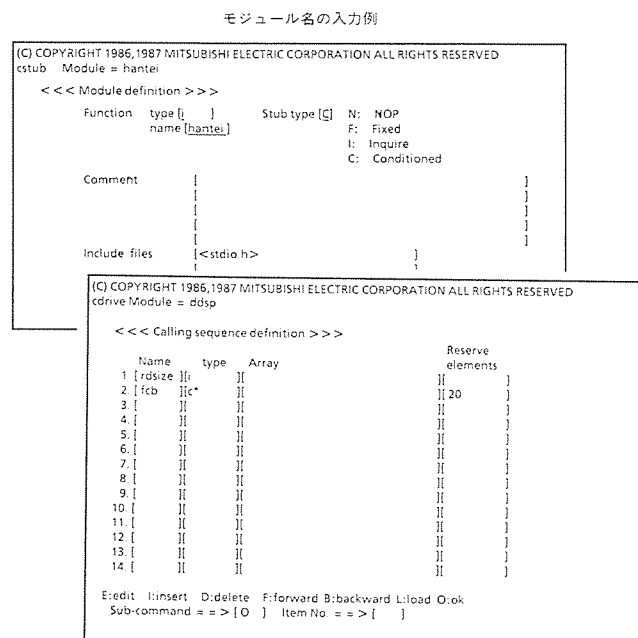 モジュール名の入力例
(C) COPYRIGHT 1986,1987 MITSUBISHI ELECTRIC CORPORATION ALL RIGHTS RESERVED
cstub Module = hantei
< < < Module definition > > >
Function type [i ] Stub type [C] N: NOP
name [hantei ] F: Fixed
I: Inquire
C: Conditioned
Comment [ ]
[ ]
[ ]
[ ]
[ ]
Include files [<stdio.h> ]
[ ]
(C) COPYRIGHT 1986,1987 MITSUBISHI ELECTRIC CORPORATION ALL RIGHTS RESERVED
cdrive Module = ddsp
< < < Calling sequence definition > > >
Reserve
Name type Array elements
1. [ rdsize ][i ][ ][ ]
2. [ fcb ][c* ][ ][ 20 ]
3. [ ][ ][ ][ ]
4. [ ][ ][ ][ ]
5. [ ][ ][ ][ ]
6. [ ][ ][ ][ ]
7. [ ][ ][ ][ ]
8. [ ][ ][ ][ ]
9. [ ][ ][ ][ ]
10. [ ][ ][ ][ ]
11. [ ][ ][ ][ ]
12. [ ][ ][ ][ ]
13. [ ][ ][ ][ ]
14. [ ][ ][ ][ ]
E:edit I:insert D:delete F:forward B:backward L:load O:ok
Sub-command = = > [ O ] Item No. = = > [ ]